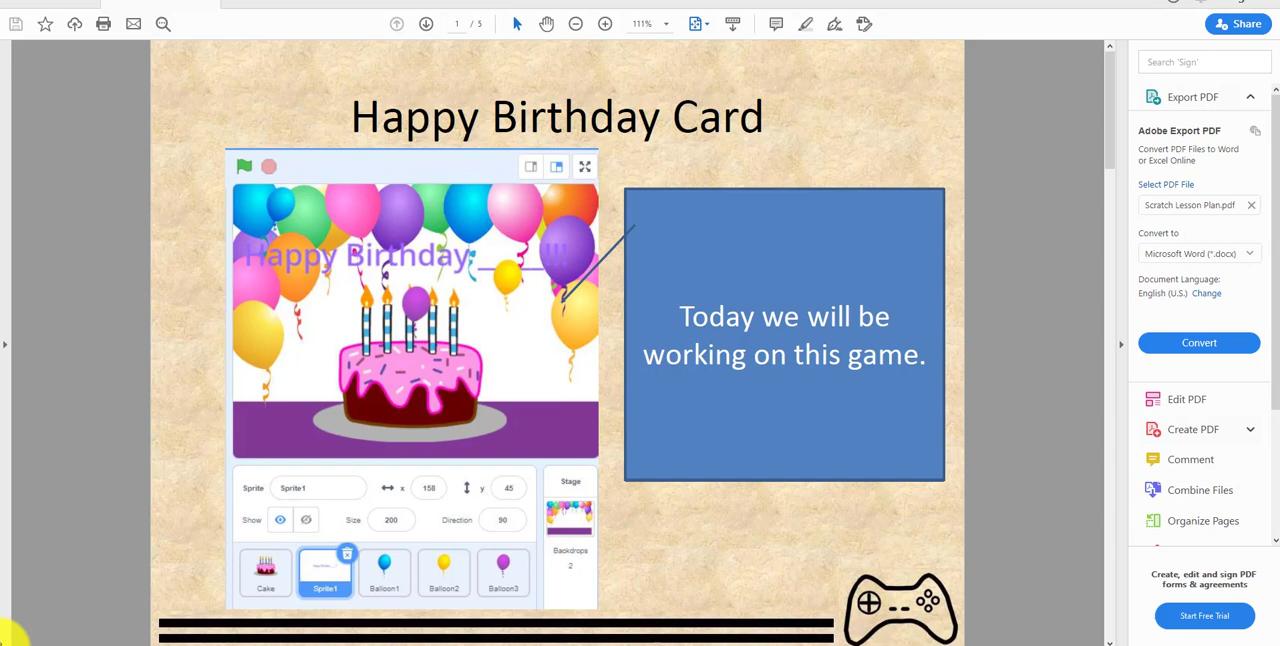 1 / 5
111%
Share
Search 'Sign'
Export PDF
Adobe Export PDF
Convert PDF Files to Word
or Excel Online
Select PDF File
Scratch Lesson Plan.pdf
Convert to
Microsoft Word (*.docx)
Document Language:
English (U.S.) Change
Convert
Edit PDF
Create PDF
Comment
Combine Files
Organize Pages
Create, edit and sign PDF
forms & agreements
Start Free Trial
Happy Birthday Card
Happy Birthday ____!!!
Today we will be
working on this game.
Sprite Sprite1 x 158 y 45
Show Size 200 Direction 90
Stage
Backdrops
2
Cake Sprite1 Balloon1 Balloon2 Balloon3